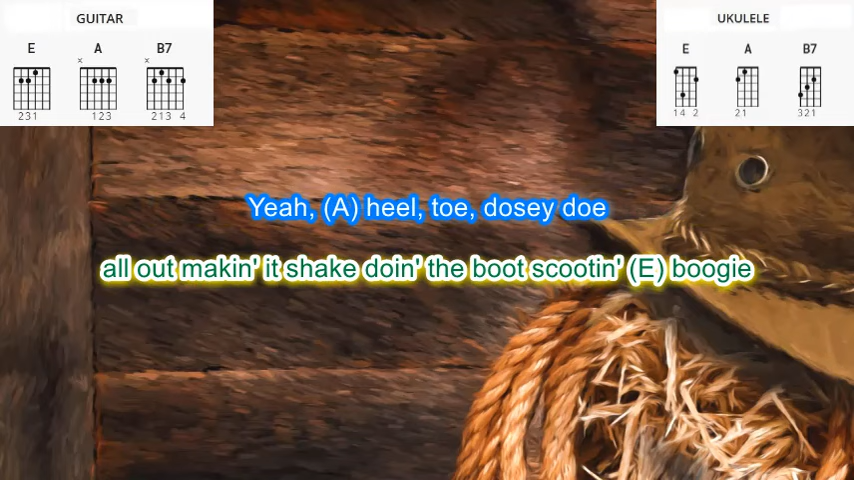 GUITAR
E A B7
x x
231 123 213 4
UKULELE
E A B7
14 2 21 321
Yeah, (A) heel, toe, dosey doe
all out makin' it shake doin' the boot scootin' (E) boogie